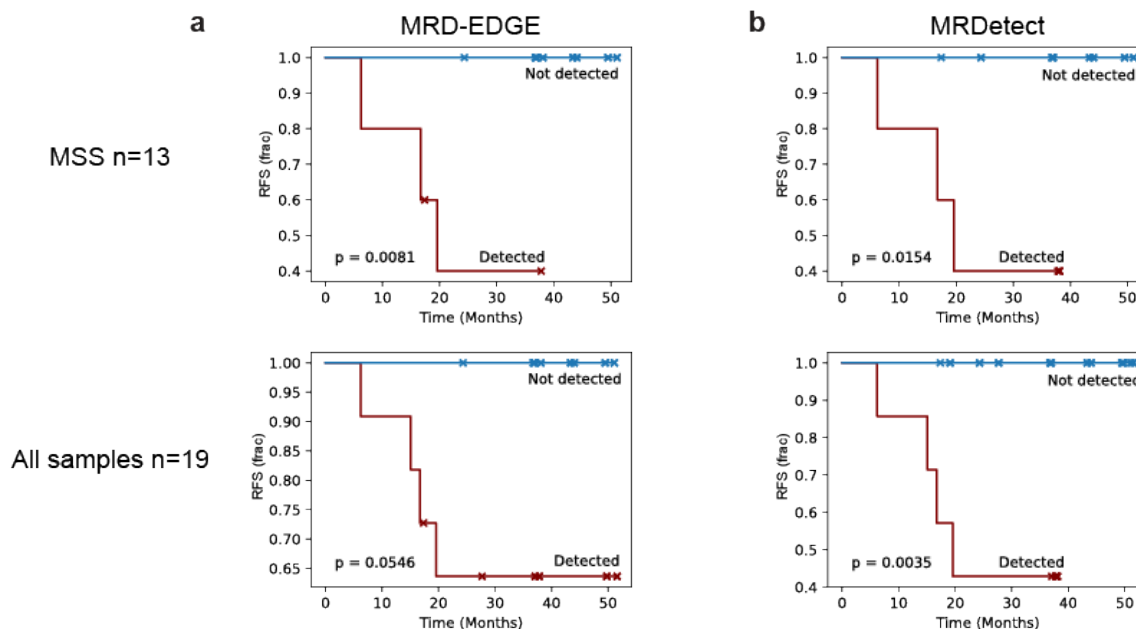 a
MRD-EDGE
b
MRDetect
MSS n=13
1.0
0.9
0.8
0.7
0.6
0.5
0.4
RFS (frac)
Not detected
p = 0.0081
Detected
0 10 20 30 40 50
Time (Months)
1.0
0.9
0.8
0.7
0.6
0.5
0.4
RFS (frac)
Not detected
p = 0.0154
Detected
0 10 20 30 40 50
Time (Months)
All samples n=19
1.00
0.95
0.90
0.85
0.80
0.75
0.70
0.65
RFS (frac)
Not detected
p = 0.0546
Detected
0 10 20 30 40 50
Time (Months)
1.0
0.9
0.8
0.7
0.6
0.5
0.4
RFS (frac)
Not detected
p = 0.0035
Detected
0 10 20 30 40 50
Time (Months)